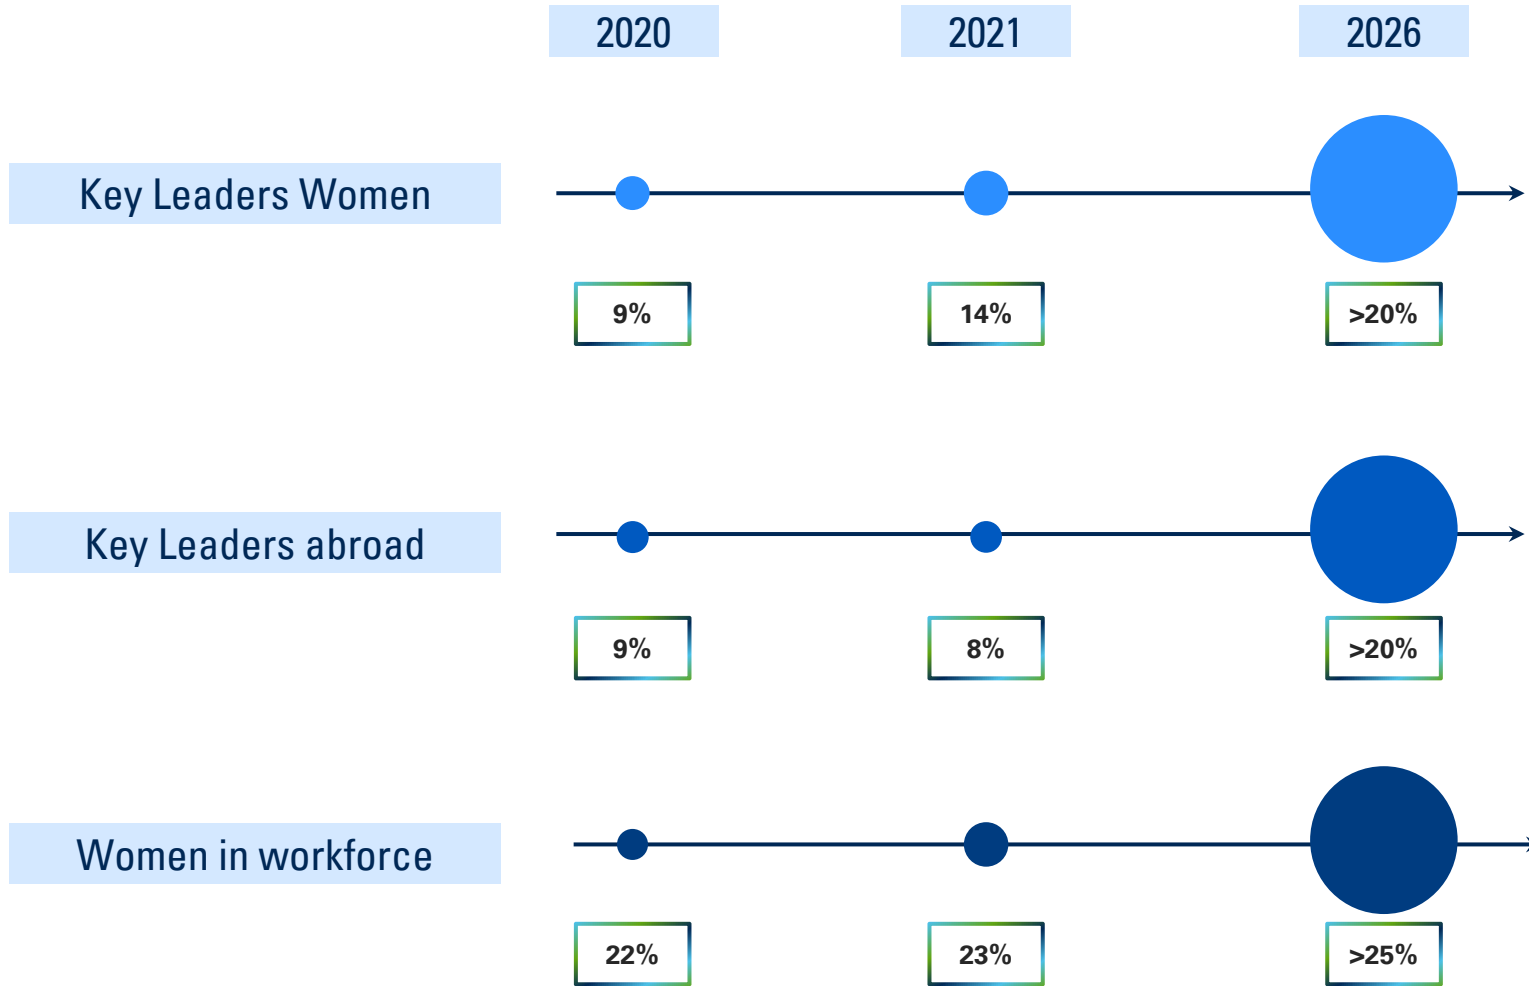 2020 2021 2026
Key Leaders Women
9% 14% >20%
Key Leaders abroad
9% 8% >20%
Women in workforce
22% 23% >25%